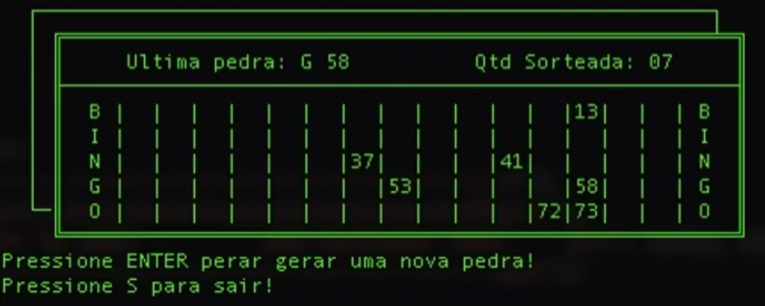 Ultima pedra: G 58 Qtd Sorteada: 07
B | | | | | | | | | | | | |13| | | B
I | | | | | | | | | | | | | | | | I
N | | | | | | |37| | | |41| | | | | N
G | | | | | | | |53| | | | |58| | | G
O | | | | | | | | | | | |72|73| | | O
Pressione ENTER perar gerar uma nova pedra!
Pressione S para sair!